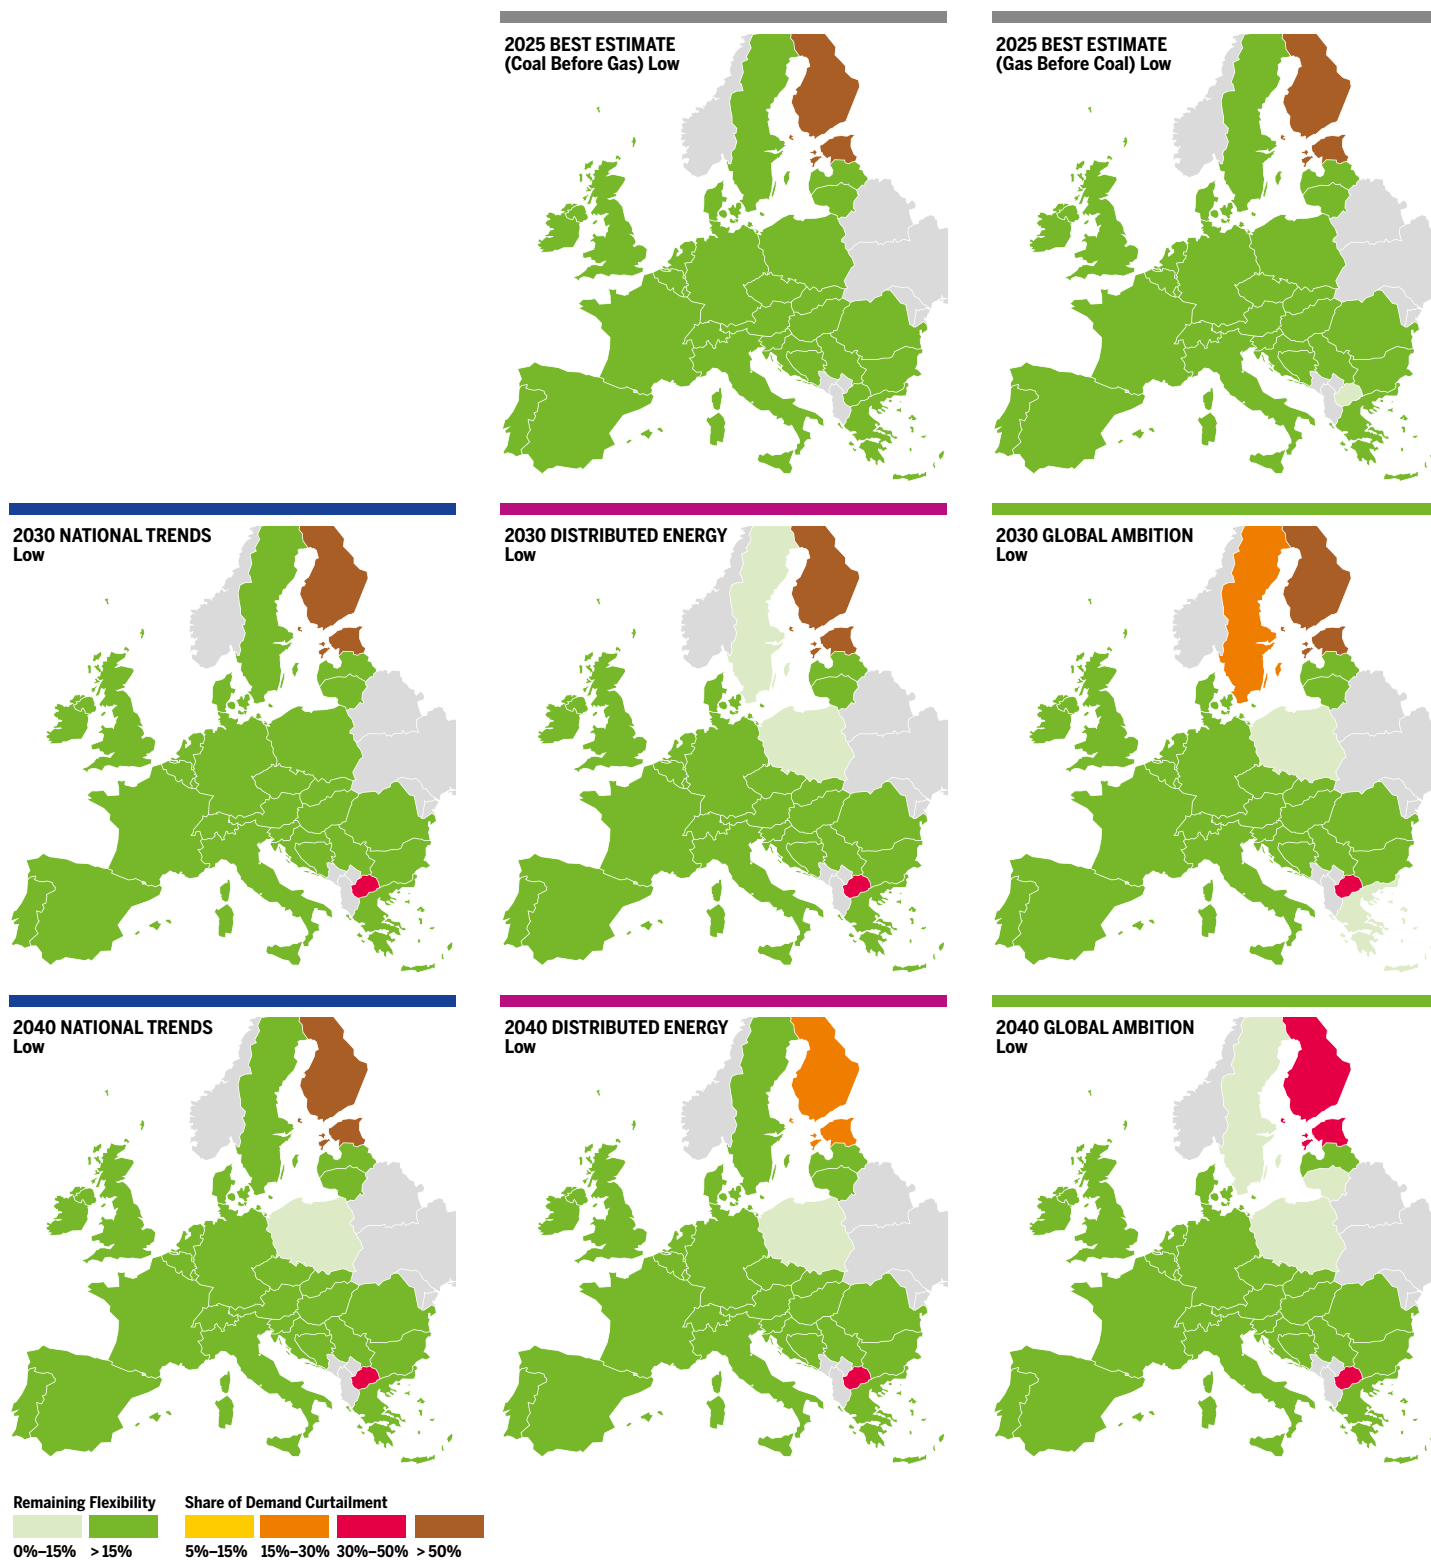 2025 BEST ESTIMATE
(Coal Before Gas) Low
2025 BEST ESTIMATE
(Gas Before Coal) Low
2030 NATIONAL TRENDS
Low
2030 DISTRIBUTED ENERGY
Low
2030 GLOBAL AMBITION
Low
2040 NATIONAL TRENDS
Low
2040 DISTRIBUTED ENERGY
Low
2040 GLOBAL AMBITION
Low
Remaining Flexibility
0%–15% > 15%
Share of Demand Curtailment
5%–15% 15%–30% 30%–50% > 50%